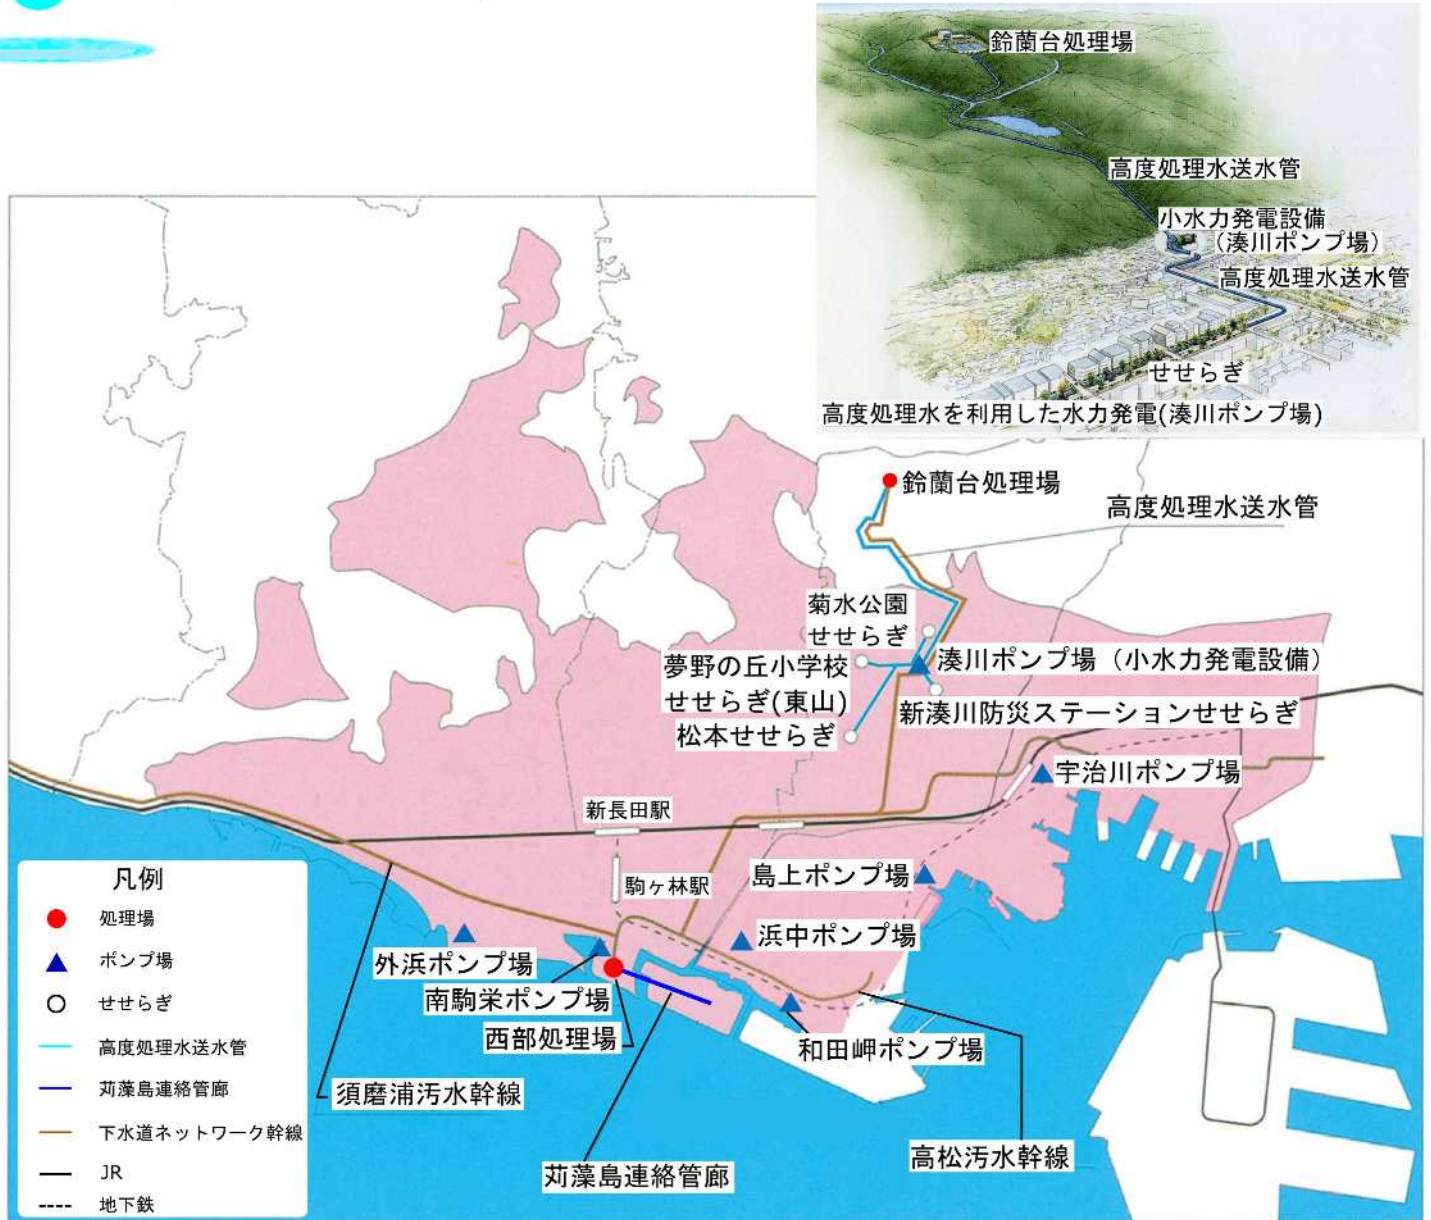 鈴蘭台処理場
高度処理水送水管
小水力発電設備
(湊川ポンプ場)
高度処理水送水管
せせらぎ
高度処理水を利用した水力発電(湊川ポンプ場)
鈴蘭台処理場
高度処理水送水管
菊水公園
せせらぎ
夢野の丘小学校
せせらぎ(東山)
松本せせらぎ
湊川ポンプ場(小水力発電設備)
新湊川防災ステーションせせらぎ
宇治川ポンプ場
新長田駅
駒ヶ林駅
島上ポンプ場
浜中ポンプ場
外浜ポンプ場
南駒栄ポンプ場
西部処理場
和田岬ポンプ場
須磨浦汚水幹線
高松汚水幹線
苅藻島連絡管廊
凡例
処理場
ポンプ場
せせらぎ
高度処理水送水管
苅藻島連絡管廊
下水道ネットワーク幹線
JR
地下鉄